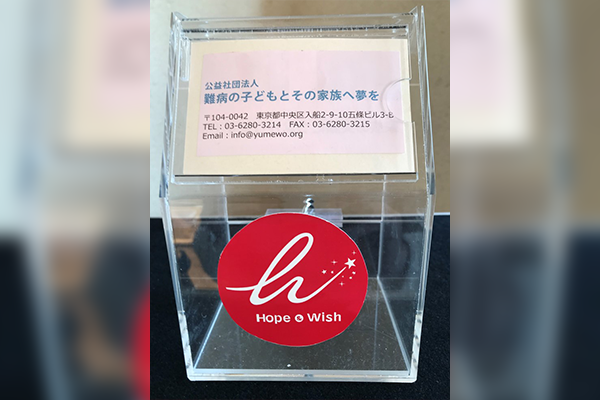 公益社団法人
難病の子どもとその家族へ夢を
〒104-0042 東京都中央区入船2-9-10五條ビル3-B
TEL : 03-6280-3214 FAX : 03-6280-3215
Email : info@yumewo.org
h
Hope & Wish